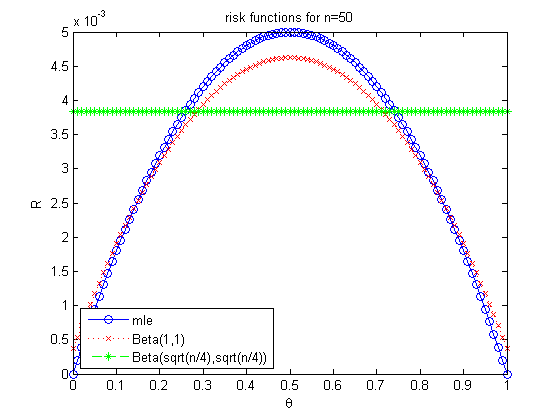 risk functions for n=50
x 10^-3
5
4.5
4
3.5
3
2.5
2
1.5
1
0.5
0
R
0 0.1 0.2 0.3 0.4 0.5 0.6 0.7 0.8 0.9 1
θ
mle
Beta(1,1)
Beta(sqrt(n/4),sqrt(n/4))